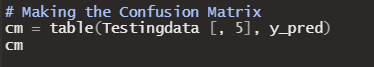 # Making the Confusion Matrix
cm = table(Testingdata [, 5], y_pred)
cm